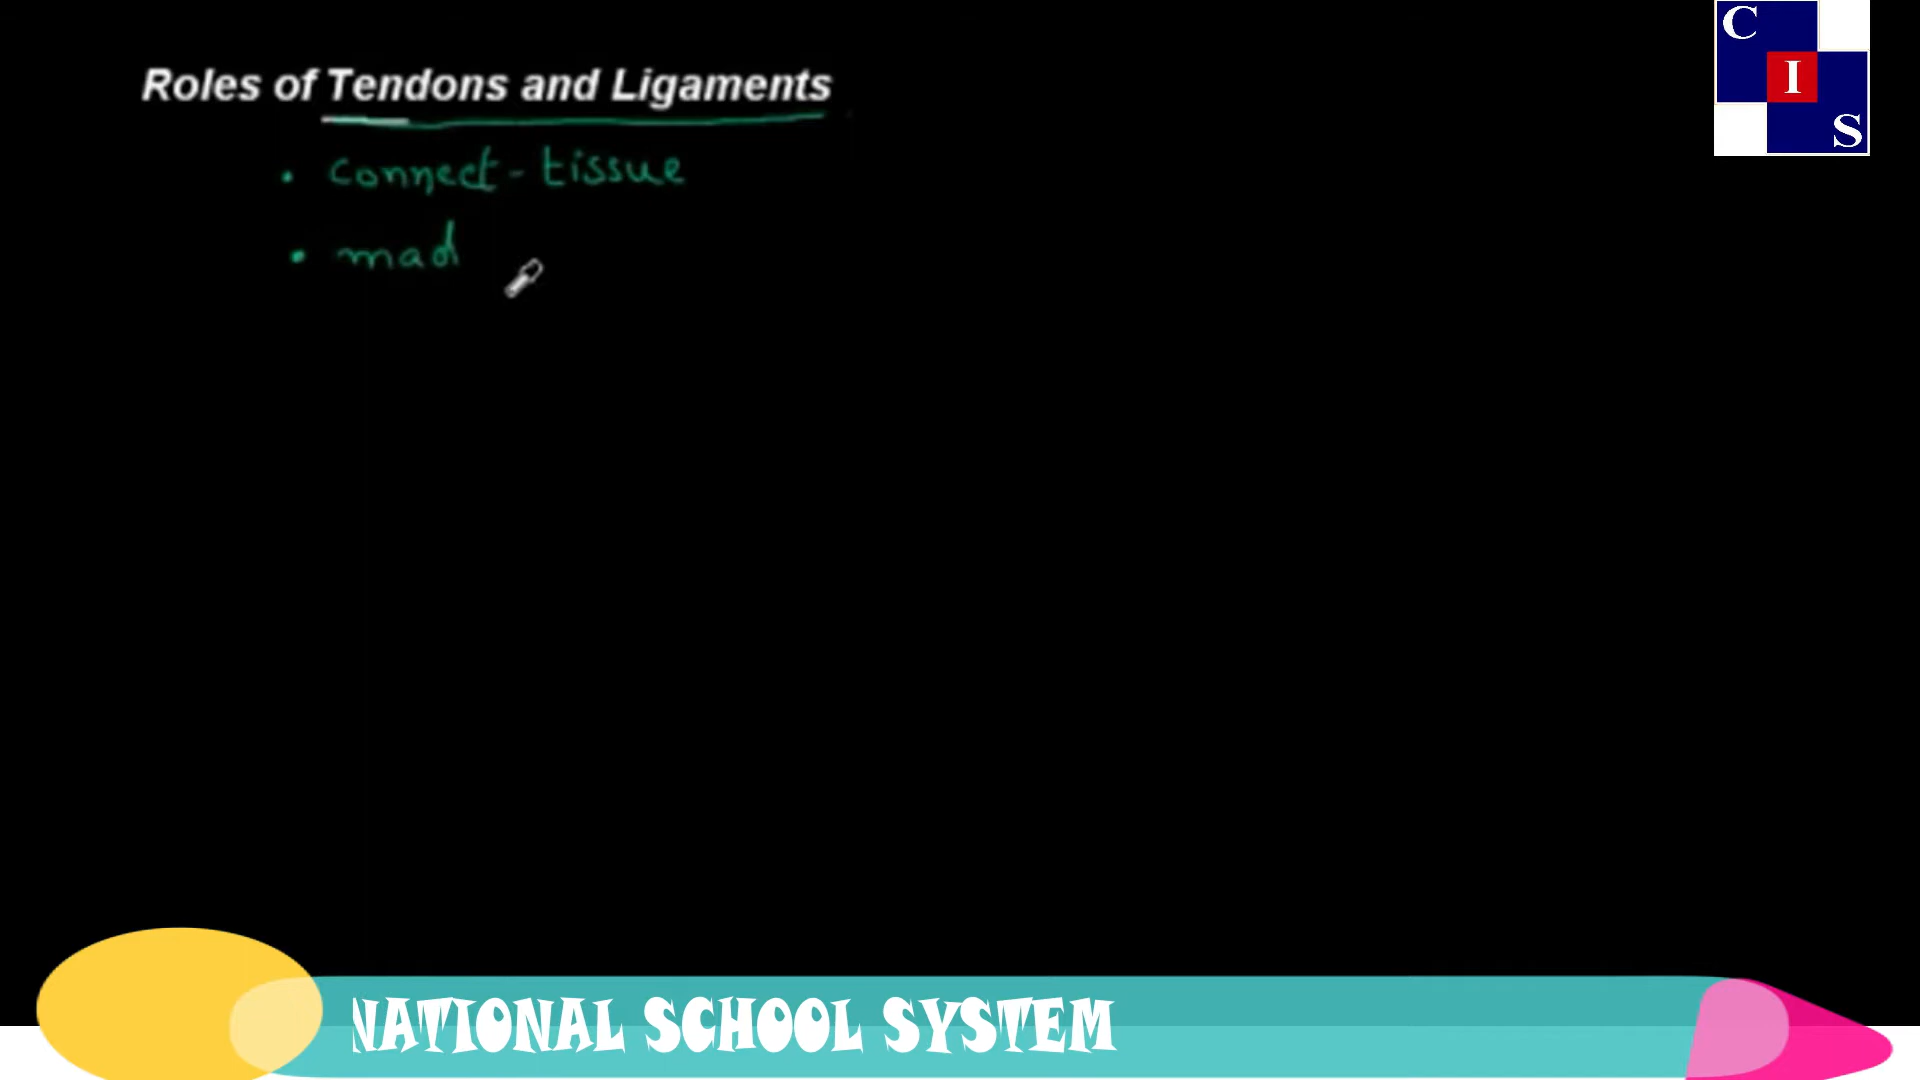 Roles of Tendons and Ligaments
• connect - tissue
• mad
C
I
S
NATIONAL SCHOOL SYSTEM